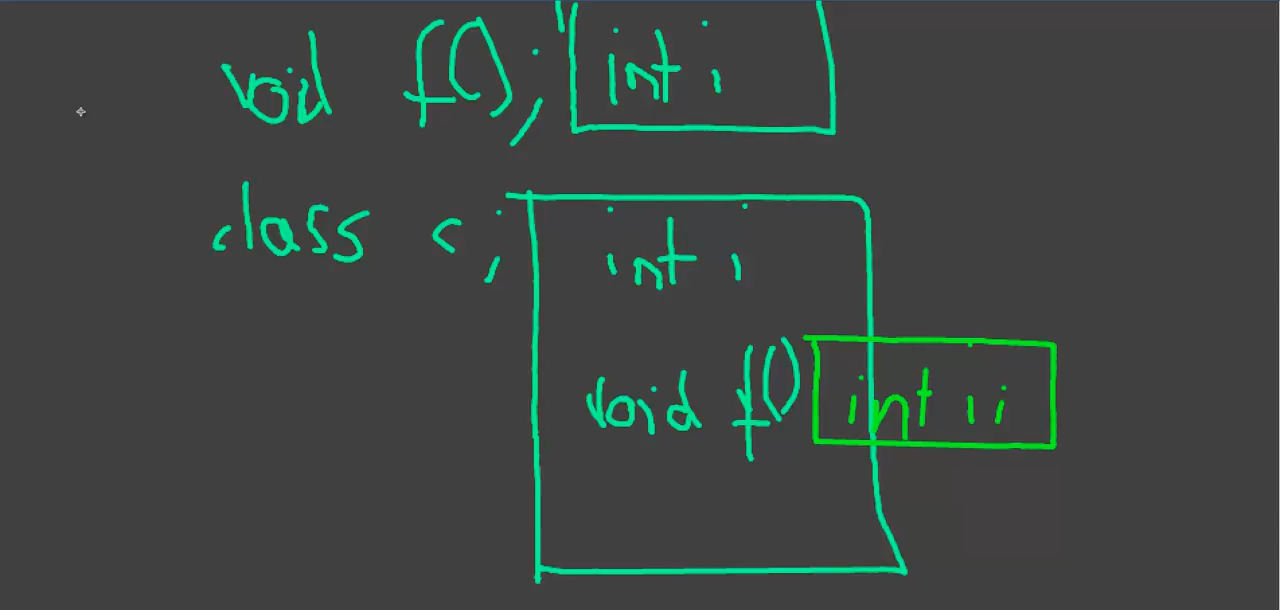 void f(); int i
class c; int i
void f() int ii